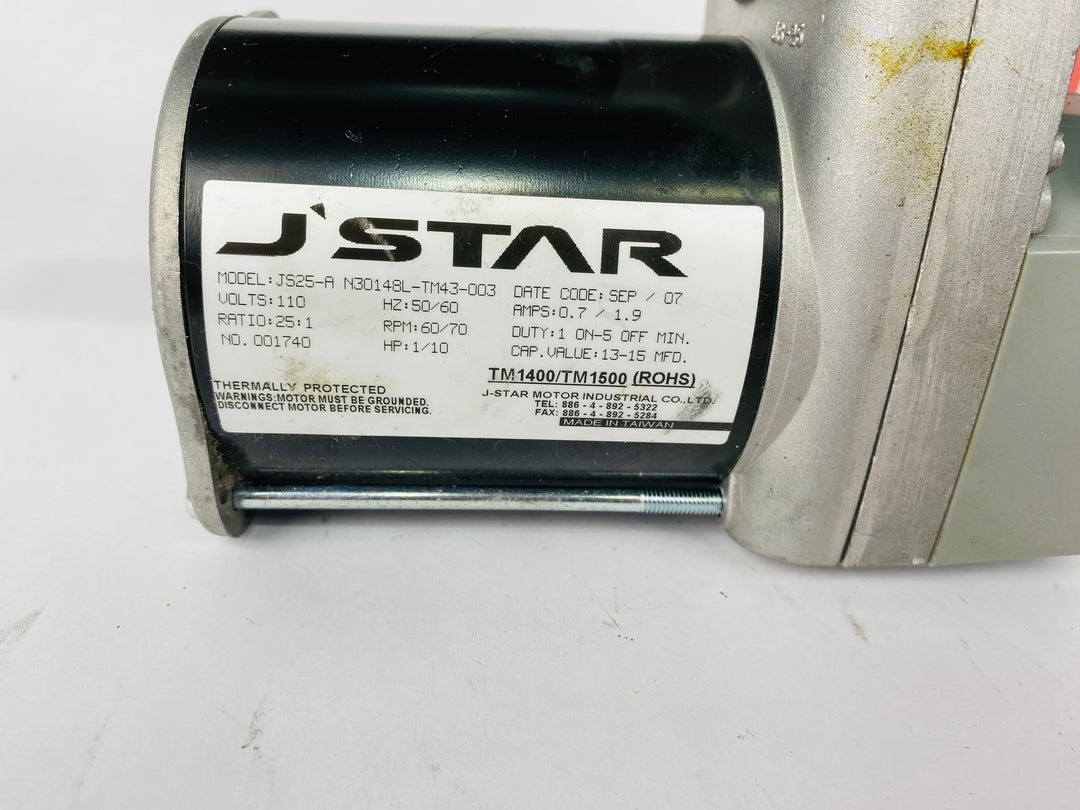 J'STAR
MODEL:JS25-A N30148L-TM43-003 DATE CODE:SEP / 07
VOLTS:110 HZ:50/60 AMPS:0.7 / 1.9
RATIO:25:1 RPM:60/70 DUTY:1 ON-5 OFF MIN.
NO.001740 HP:1/10 CAP.VALUE:13-15 MFD.
TM1400/TM1500 (ROHS)
THERMALLY PROTECTED
WARNINGS:MOTOR MUST BE GROUNDED.
DISCONNECT MOTOR BEFORE SERVICING.
J-STAR MOTOR INDUSTRIAL CO.,LTD.
TEL: 886 - 4 - 892 - 5322
FAX: 886 - 4 - 892 - 5284
MADE IN TAIWAN